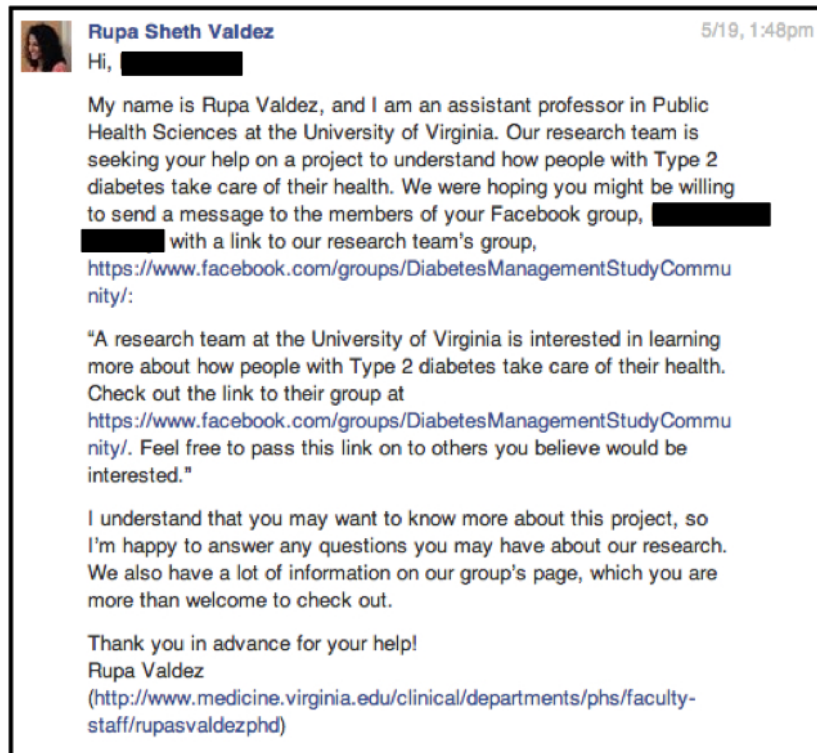 Rupa Sheth Valdez 5/19, 1:48pm
Hi,
My name is Rupa Valdez, and I am an assistant professor in Public
Health Sciences at the University of Virginia. Our research team is
seeking your help on a project to understand how people with Type 2
diabetes take care of their health. We were hoping you might be willing
to send a message to the members of your Facebook group,
with a link to our research team's group,
https://www.facebook.com/groups/DiabetesManagementStudyCommu
nity/:
"A research team at the University of Virginia is interested in learning
more about how people with Type 2 diabetes take care of their health.
Check out the link to their group at
https://www.facebook.com/groups/DiabetesManagementStudyCommu
nity/. Feel free to pass this link on to others you believe would be
interested."
I understand that you may want to know more about this project, so
I'm happy to answer any questions you may have about our research.
We also have a lot of information on our group's page, which you are
more than welcome to check out.
Thank you in advance for your help!
Rupa Valdez
(http://www.medicine.virginia.edu/clinical/departments/phs/faculty-
staff/rupasvaldezphd)